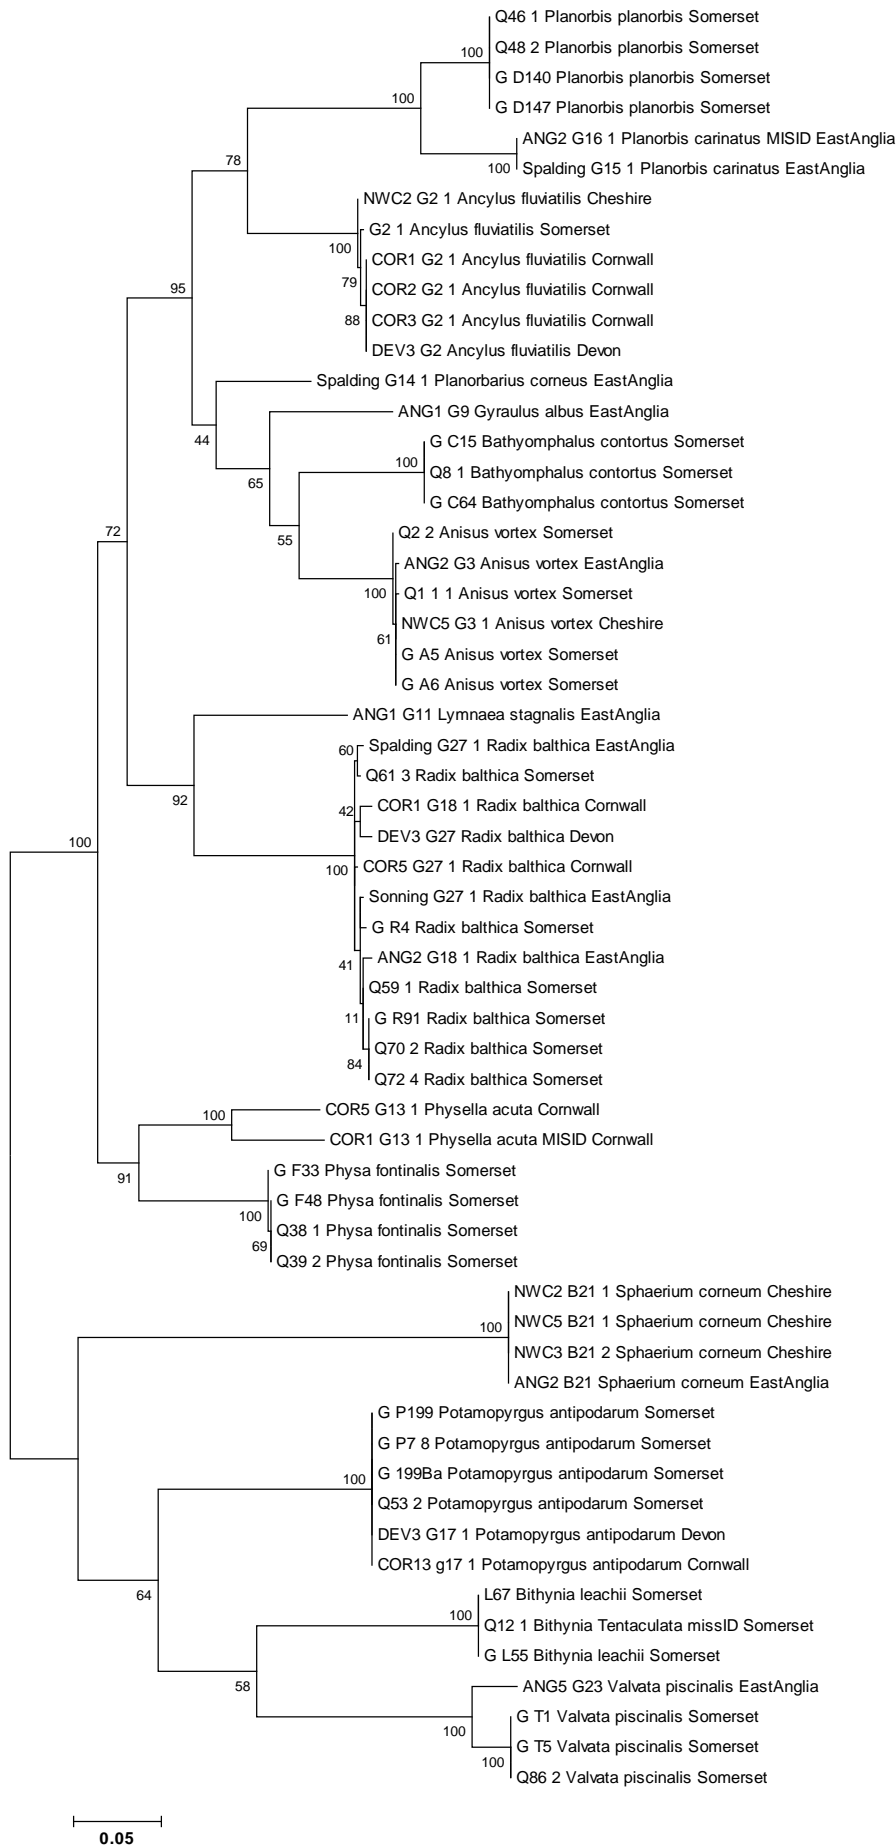 Q46 1 Planorbis planorbis Somerset
Q48 2 Planorbis planorbis Somerset
100
G D140 Planorbis planorbis Somerset
100
G D147 Planorbis planorbis Somerset
ANG2 G16 1 Planorbis carinatus MISID EastAnglia
78
100
Spalding G15 1 Planorbis carinatus EastAnglia
NWC2 G2 1 Ancylus fluviatilis Cheshire
G2 1 Ancylus fluviatilis Somerset
100
COR1 G2 1 Ancylus fluviatilis Cornwall
79
95
COR2 G2 1 Ancylus fluviatilis Cornwall
88
COR3 G2 1 Ancylus fluviatilis Cornwall
DEV3 G2 Ancylus fluviatilis Devon
Spalding G14 1 Planorbarius corneus EastAnglia
ANG1 G9 Gyraulus albus EastAnglia
44
G C15 Bathyomphalus contortus Somerset
100
Q8 1 Bathyomphalus contortus Somerset
65
G C64 Bathyomphalus contortus Somerset
72
Q2 2 Anisus vortex Somerset
55
ANG2 G3 Anisus vortex EastAnglia
100
Q1 1 1 Anisus vortex Somerset
NWC5 G3 1 Anisus vortex Cheshire
61
G A5 Anisus vortex Somerset
G A6 Anisus vortex Somerset
ANG1 G11 Lymnaea stagnalis EastAnglia
60
Spalding G27 1 Radix balthica EastAnglia
Q61 3 Radix balthica Somerset
92
42
COR1 G18 1 Radix balthica Cornwall
DEV3 G27 Radix balthica Devon
100
100
COR5 G27 1 Radix balthica Cornwall
Sonning G27 1 Radix balthica EastAnglia
G R4 Radix balthica Somerset
41
ANG2 G18 1 Radix balthica EastAnglia
Q59 1 Radix balthica Somerset
11
G R91 Radix balthica Somerset
84
Q70 2 Radix balthica Somerset
Q72 4 Radix balthica Somerset
100
COR5 G13 1 Physella acuta Cornwall
COR1 G13 1 Physella acuta MISID Cornwall
91
G F33 Physa fontinalis Somerset
G F48 Physa fontinalis Somerset
100
Q38 1 Physa fontinalis Somerset
69
Q39 2 Physa fontinalis Somerset
NWC2 B21 1 Sphaerium corneum Cheshire
100
NWC5 B21 1 Sphaerium corneum Cheshire
NWC3 B21 2 Sphaerium corneum Cheshire
ANG2 B21 Sphaerium corneum EastAnglia
G P199 Potamopyrgus antipodarum Somerset
G P7 8 Potamopyrgus antipodarum Somerset
100
G 199Ba Potamopyrgus antipodarum Somerset
Q53 2 Potamopyrgus antipodarum Somerset
DEV3 G17 1 Potamopyrgus antipodarum Devon
COR13 g17 1 Potamopyrgus antipodarum Cornwall
64
L67 Bithynia leachii Somerset
100
Q12 1 Bithynia Tentaculata missID Somerset
G L55 Bithynia leachii Somerset
58
ANG5 G23 Valvata piscinalis EastAnglia
G T1 Valvata piscinalis Somerset
100
G T5 Valvata piscinalis Somerset
100
Q86 2 Valvata piscinalis Somerset
0.05